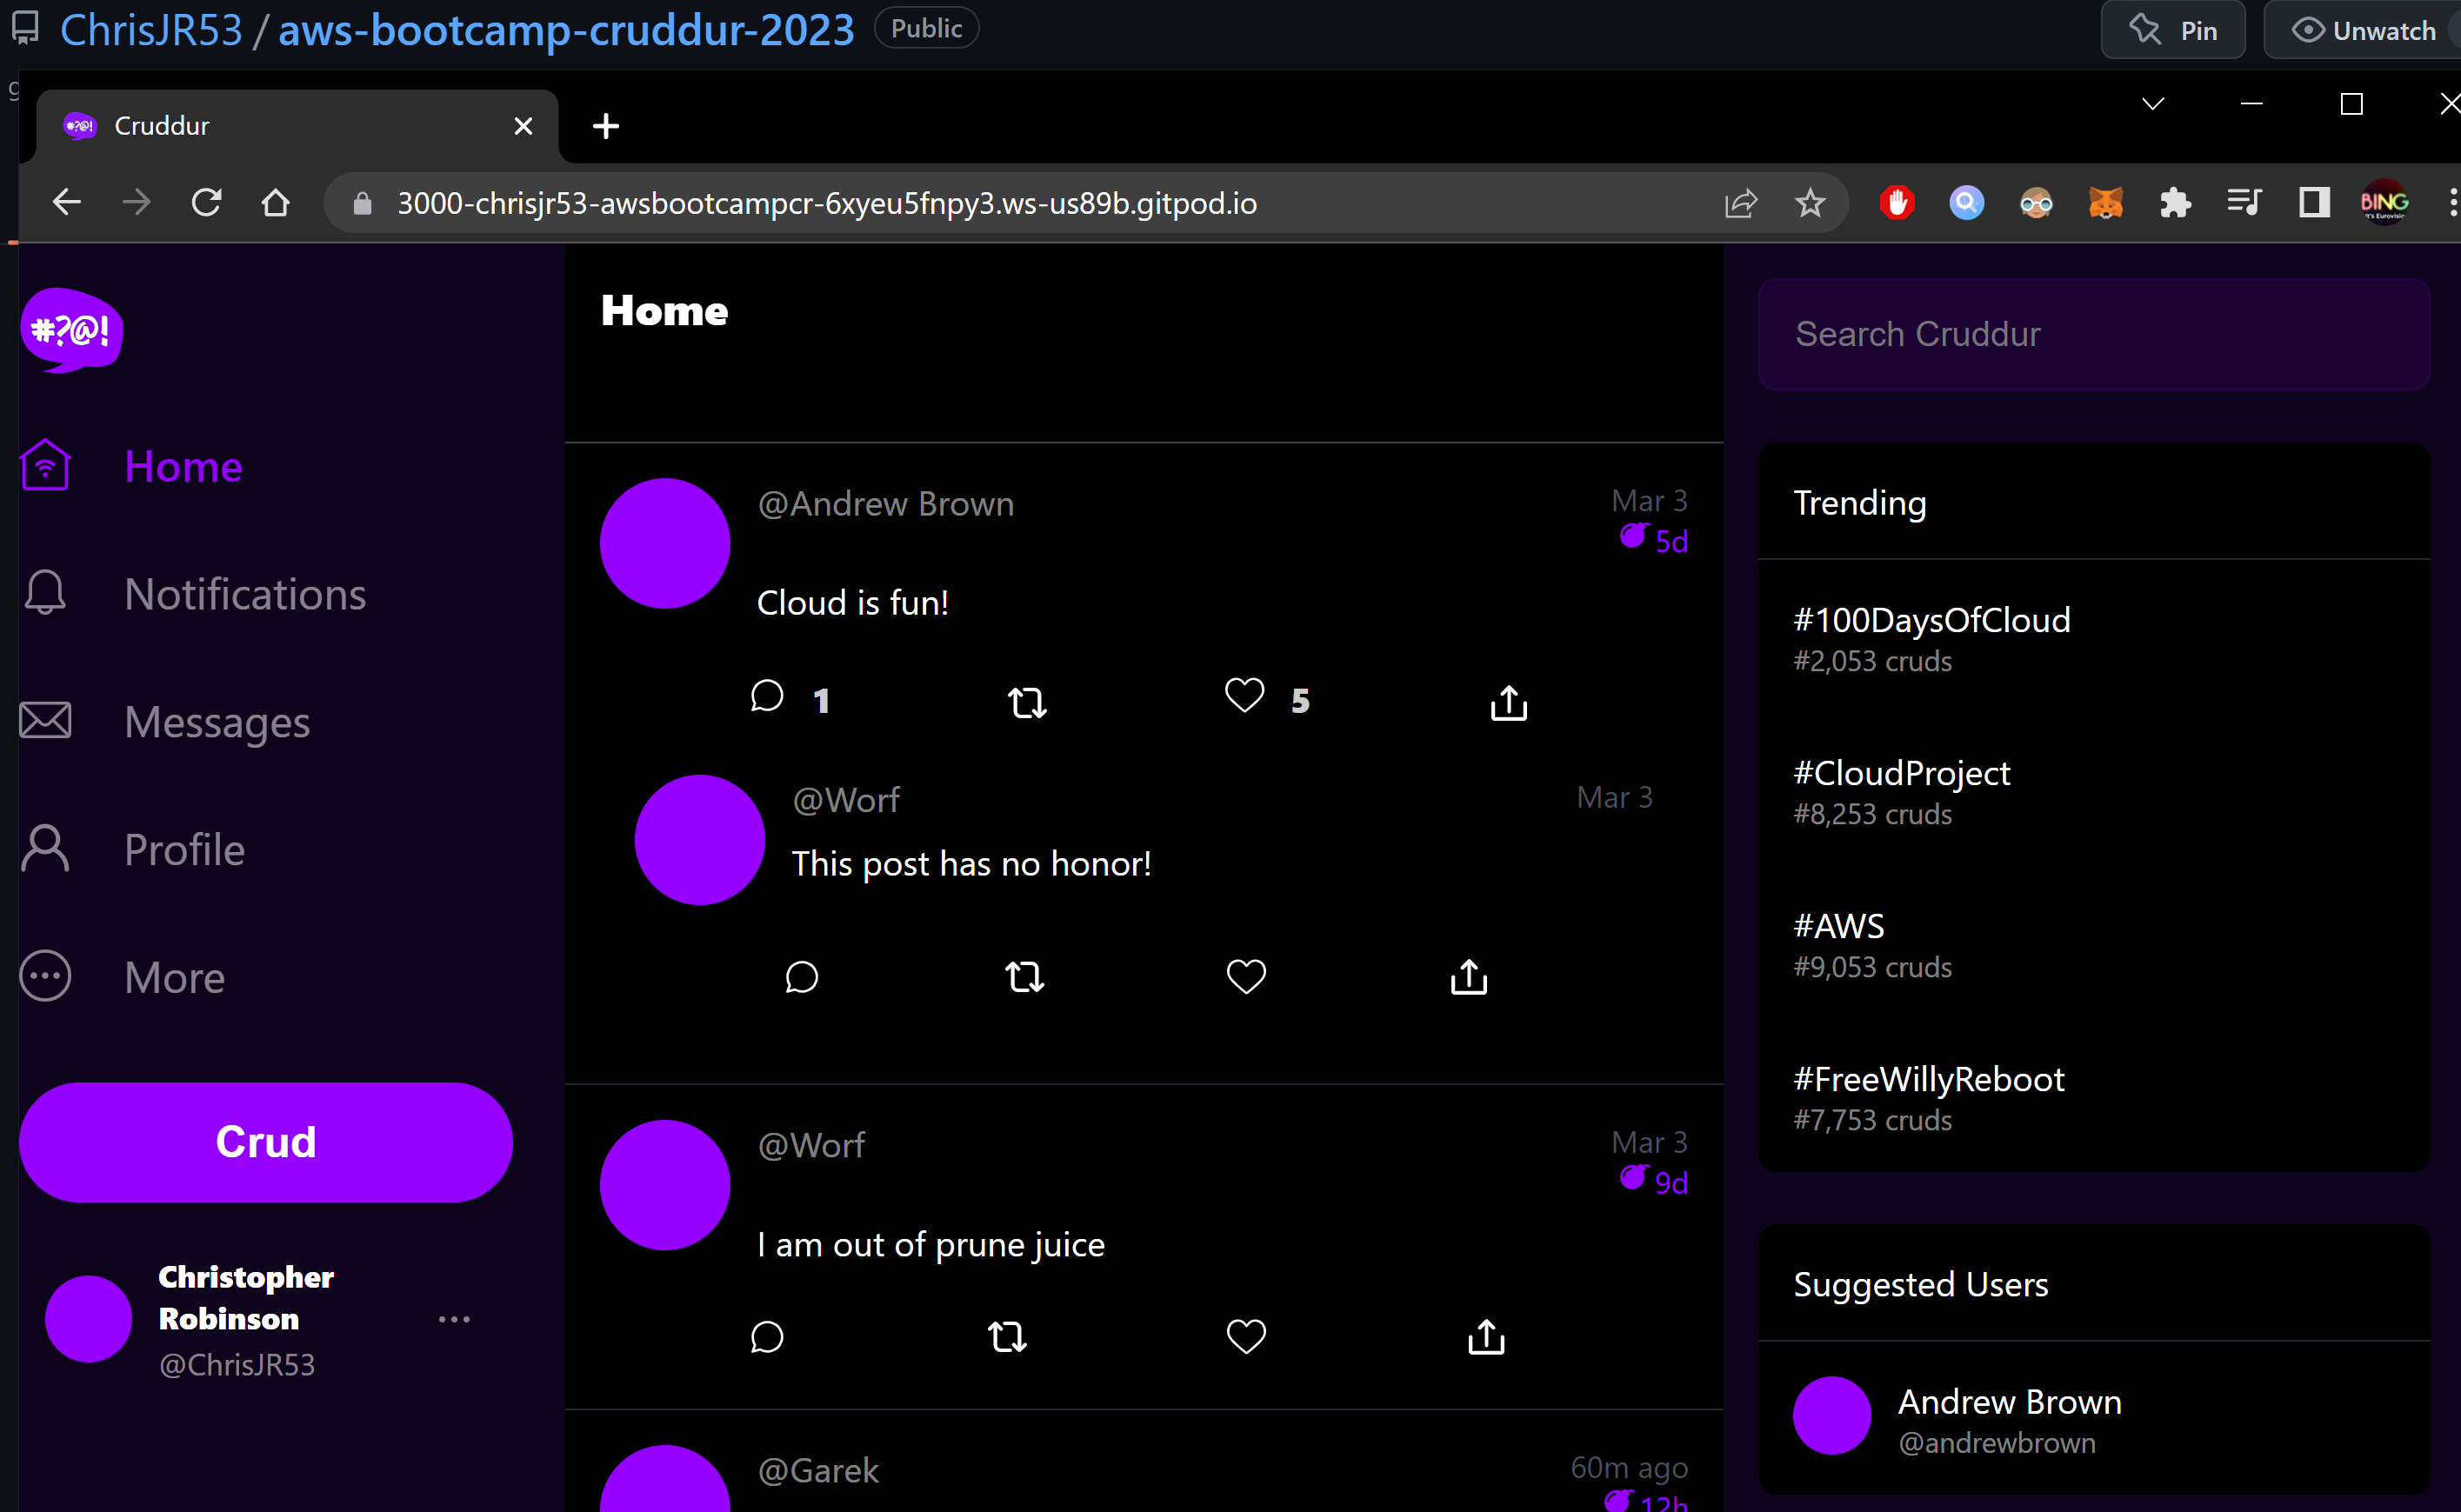 ChrisJR53 / aws-bootcamp-cruddur-2023 Public Pin Unwatch
#?@! Cruddur
3000-chrisjr53-awsbootcampcr-6xyeu5fnpy3.ws-us89b.gitpod.io
BING
#?@!
Home
Notifications
Messages
Profile
More
Crud
Christopher
Robinson
@ChrisJR53
Home
@Andrew Brown Mar 3
5d
Cloud is fun!
1 5
@Worf Mar 3
This post has no honor!
@Worf Mar 3
9d
I am out of prune juice
@Garek 60m ago
12h
Search Cruddur
Trending
#100DaysOfCloud
#2,053 cruds
#CloudProject
#8,253 cruds
#AWS
#9,053 cruds
#FreeWillyReboot
#7,753 cruds
Suggested Users
Andrew Brown
@andrewbrown